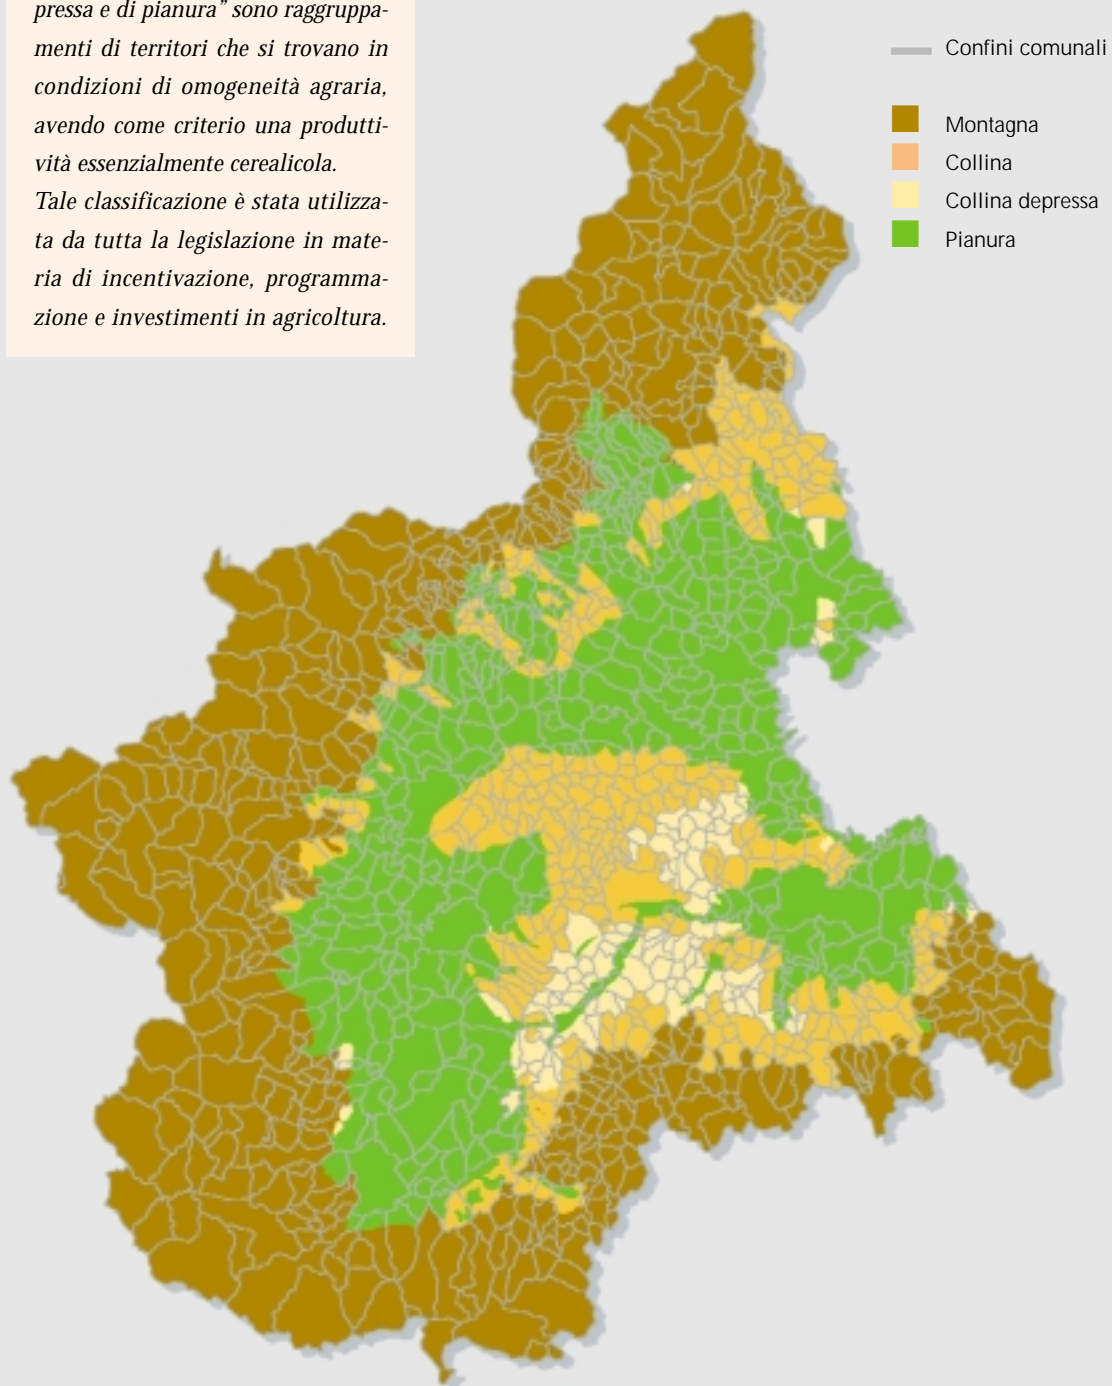 pressa e di pianura” sono raggruppa-
menti di territori che si trovano in
condizioni di omogeneità agraria,
avendo come criterio una produtti-
vità essenzialmente cerealicola.
Tale classificazione è stata utilizza-
ta da tutta la legislazione in mate-
ria di incentivazione, programma-
zione e investimenti in agricoltura.
Confini comunali
Montagna
Collina
Collina depressa
Pianura